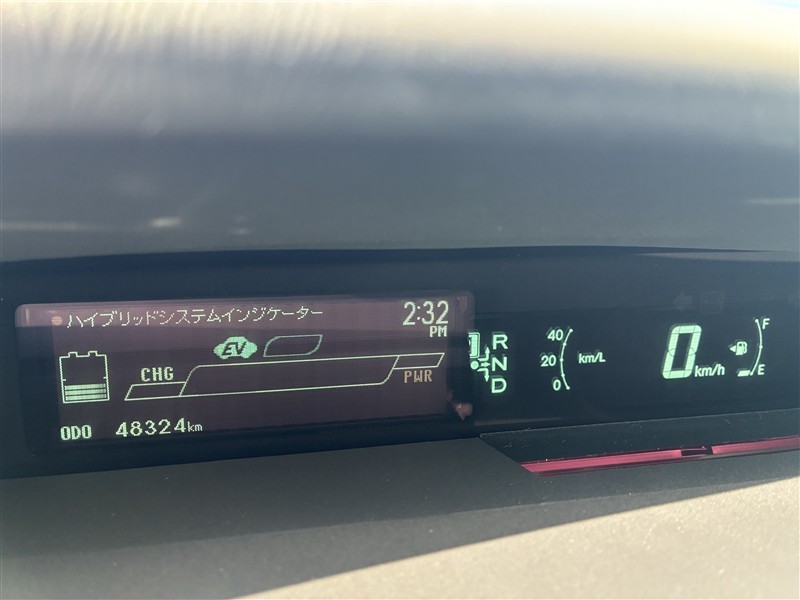 ハイブリッドシステムインジケーター
2:32
PM
EV
CHG
PWR
ODO 48324km
R
N
D
40
20
0
km/L
0 km/h
F
E